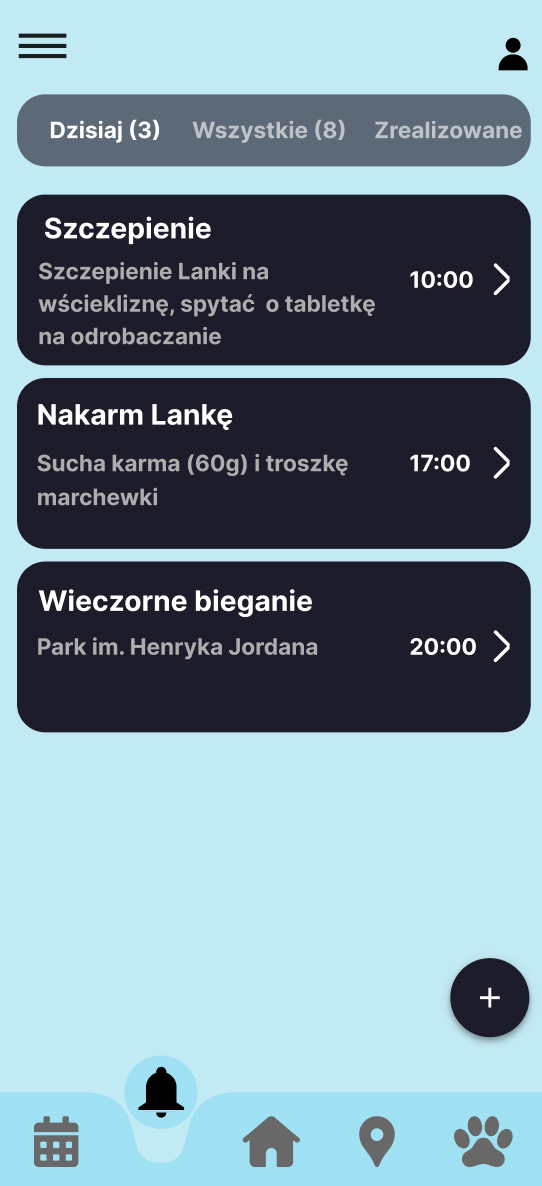 Dzisiaj (3) Wszystkie (8) Zrealizowane
Szczepienie
Szczepienie Lanki na
wściekliznę, spytać o tabletkę
na odrobaczanie
10:00
Nakarm Lankę
Sucha karma (60g) i troszkę
marchewki
17:00
Wieczorne bieganie
Park im. Henryka Jordana
20:00
+